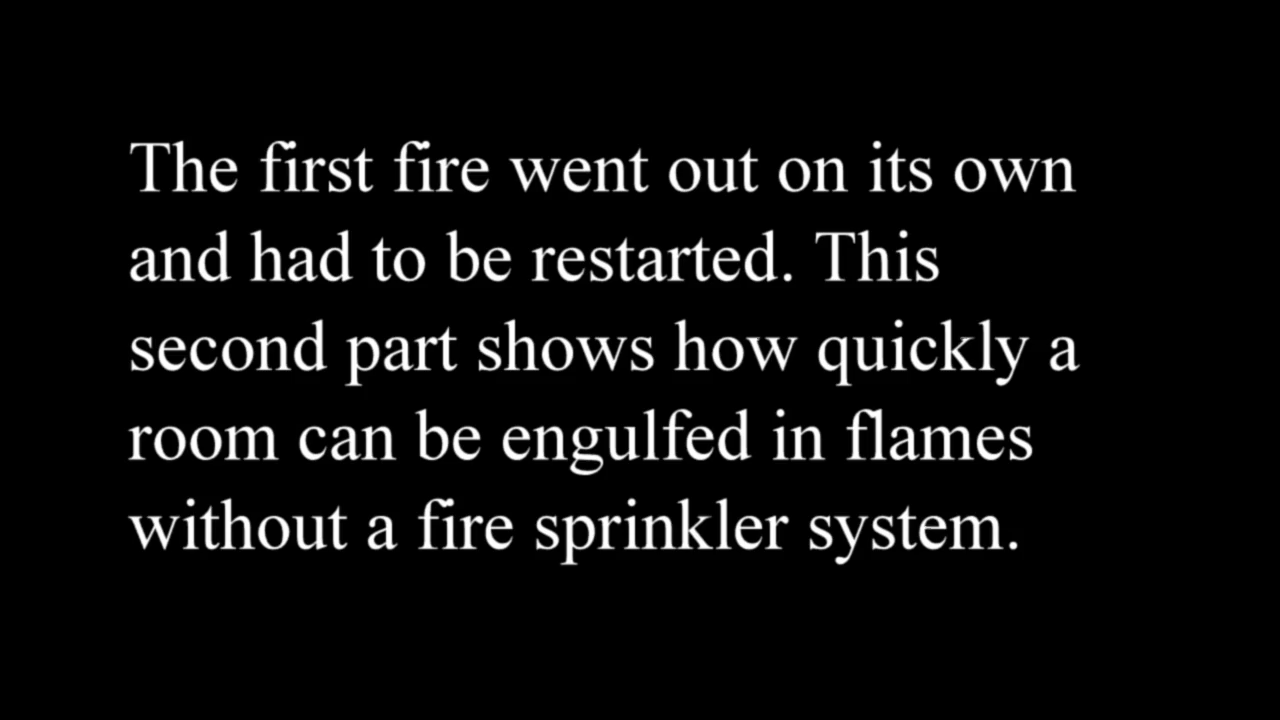 The first fire went out on its own
and had to be restarted. This
second part shows how quickly a
room can be engulfed in flames
without a fire sprinkler system.